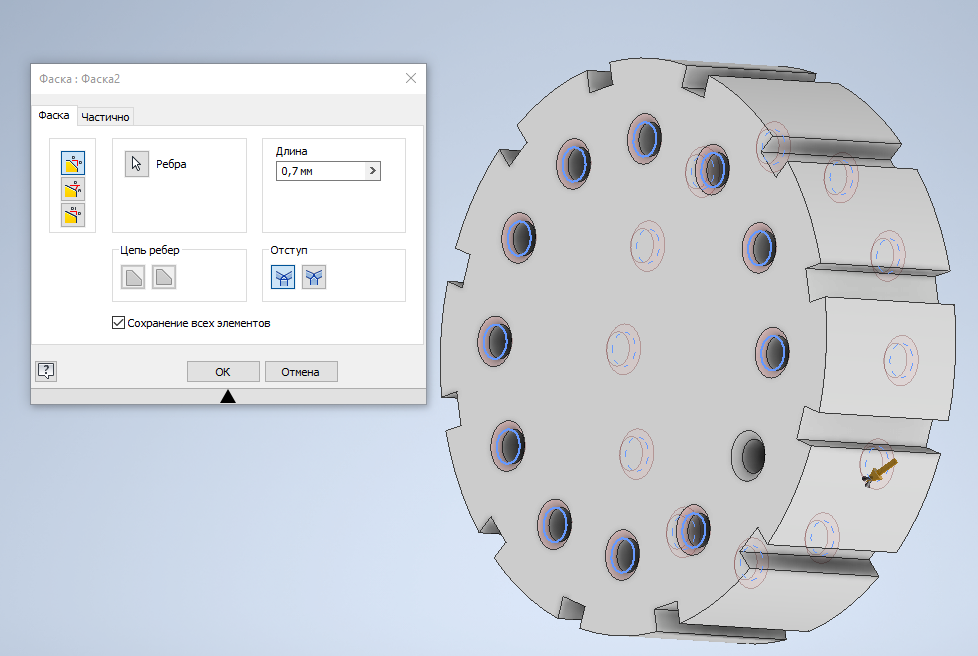 Фаска : Фаска2
Фаска
Частично
Ребра
Длина
0,7 мм
Цепь ребер
Отступ
Сохранение всех элементов
?
ОК
Отмена